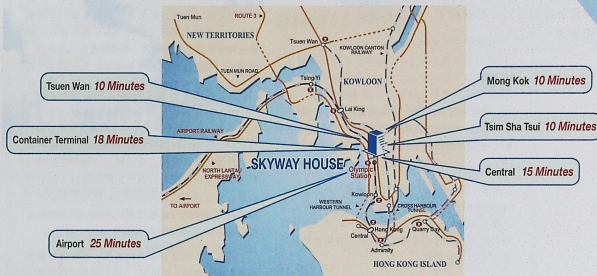 Tuen Mun
ROUTE 3
NEW TERRITORIES
Tsuen Wan
KOWLOON CANTON
RAILWAY
TUEN MUN ROAD
KOWLOON
Tsing Yi
Lai King
Tsuen Wan 10 Minutes
Mong Kok 10 Minutes
Container Terminal 18 Minutes
AIRPORT RAILWAY
Tsim Sha Tsui 10 Minutes
SKYWAY HOUSE
Olympic
Station
NORTH LANTAU
EXPRESSWAY
Central 15 Minutes
Kowloon
TO AIRPORT
WESTERN
HARBOUR TUNNEL
CROSS HARBOUR
TUNNEL
Airport 25 Minutes
Central
Hong Kong
Quarry Bay
Admiralty
HONG KONG ISLAND